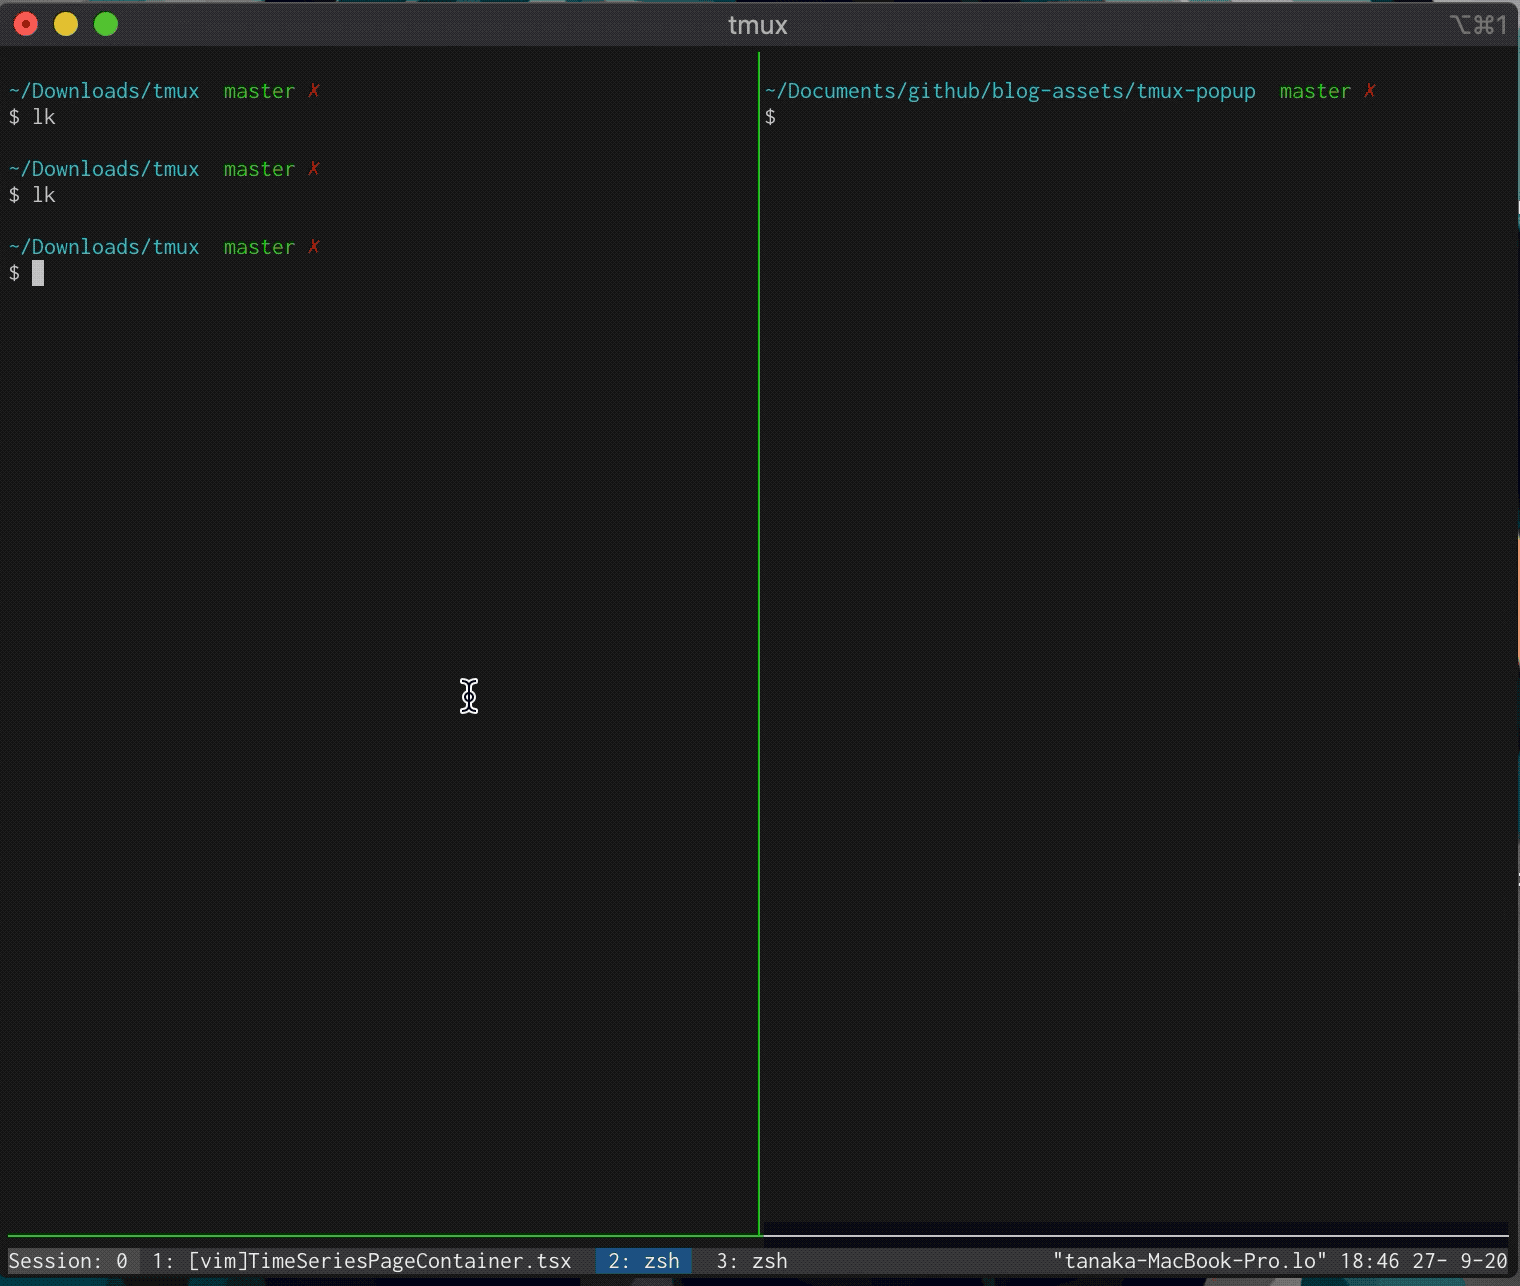 tmux
⌥⌘1
~/Downloads/tmux master ✗
$ lk
~/Downloads/tmux master ✗
$ lk
~/Downloads/tmux master ✗
$
~/Documents/github/blog-assets/tmux-popup master ✗
$
Session: 0 1: [vim]TimeSeriesPageContainer.tsx 2: zsh 3: zsh "tanaka-MacBook-Pro.lo" 18:46 27- 9-20